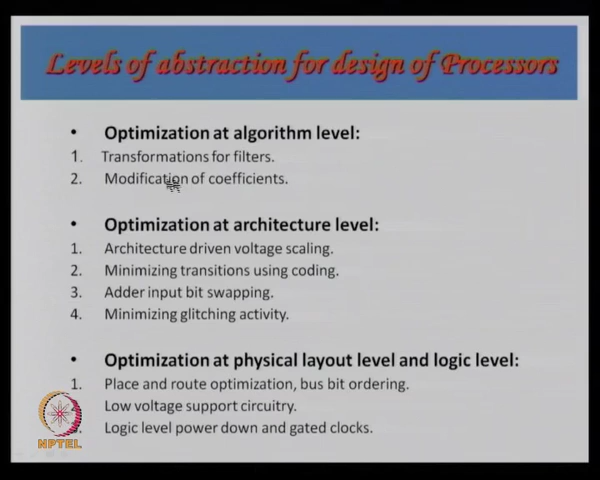 Levels of abstraction for design of Processors
• Optimization at algorithm level:
1. Transformations for filters.
2. Modification of coefficients.
• Optimization at architecture level:
1. Architecture driven voltage scaling.
2. Minimizing transitions using coding.
3. Adder input bit swapping.
4. Minimizing glitching activity.
• Optimization at physical layout level and logic level:
1. Place and route optimization, bus bit ordering.
Low voltage support circuitry.
Logic level power down and gated clocks.
NPTEL